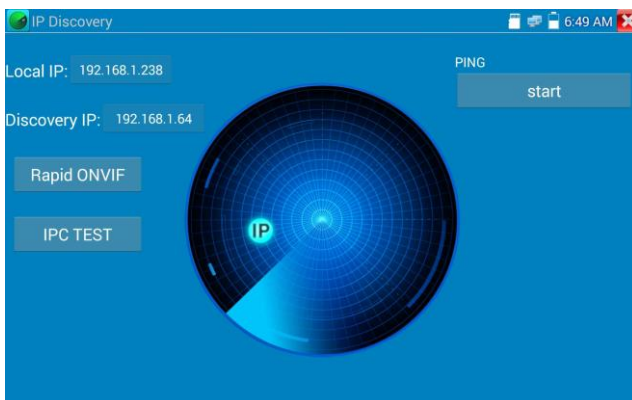 IP Discovery
6:49 AM
Local IP: 192.168.1.238
PING
start
Discovery IP: 192.168.1.64
Rapid ONVIF
IP
IPC TEST